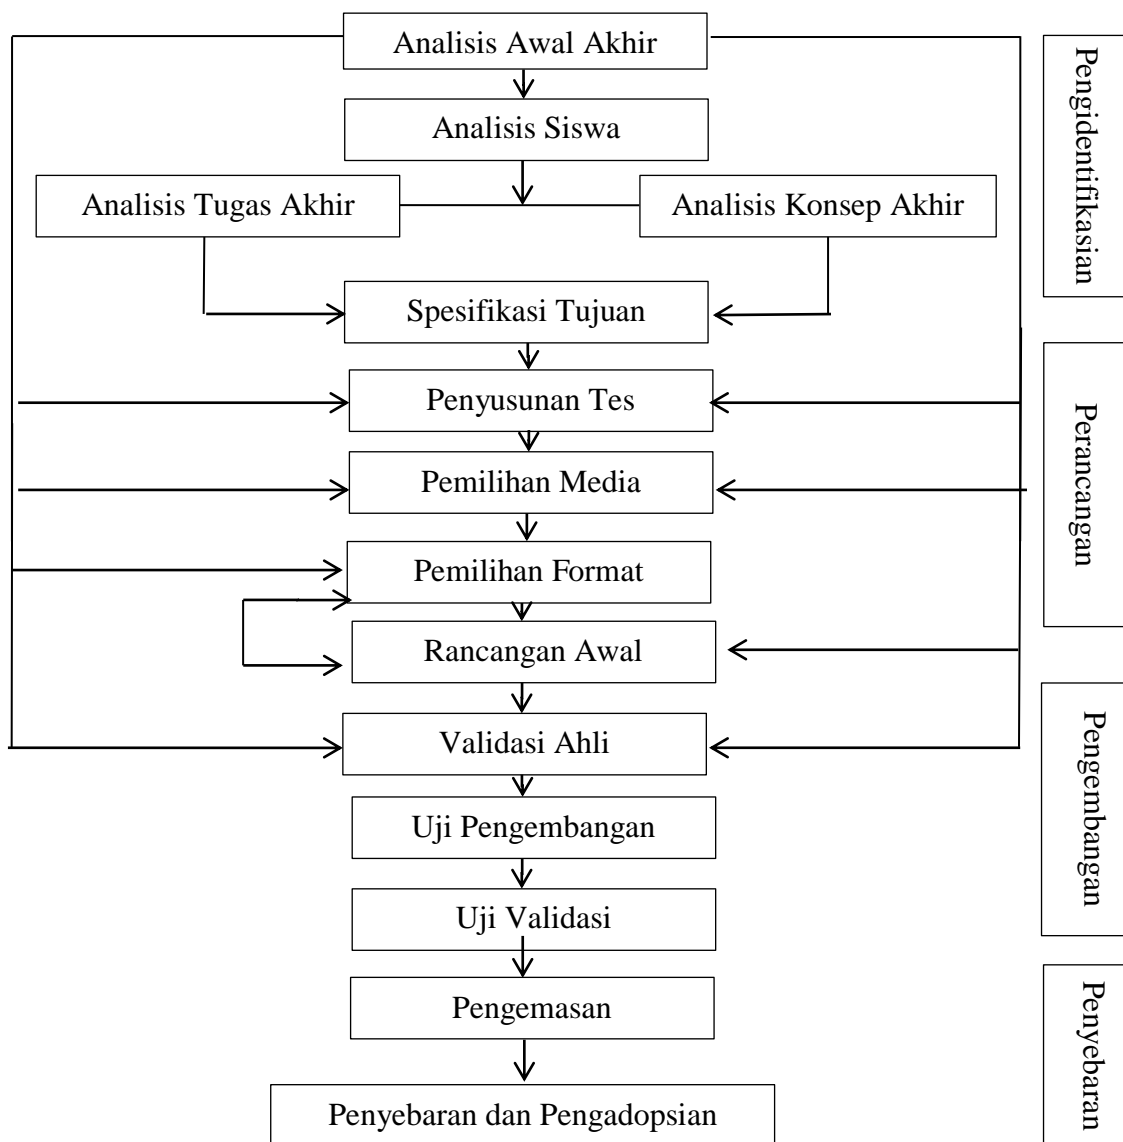 Analisis Awal Akhir
Analisis Siswa
Analisis Tugas Akhir
Analisis Konsep Akhir
Spesifikasi Tujuan
Penyusunan Tes
Pemilihan Media
Pemilihan Format
Rancangan Awal
Validasi Ahli
Uji Pengembangan
Uji Validasi
Pengemasan
Penyebaran dan Pengadopsian
Pengidentifikasian
Perancangan
Pengembangan
Penyebaran